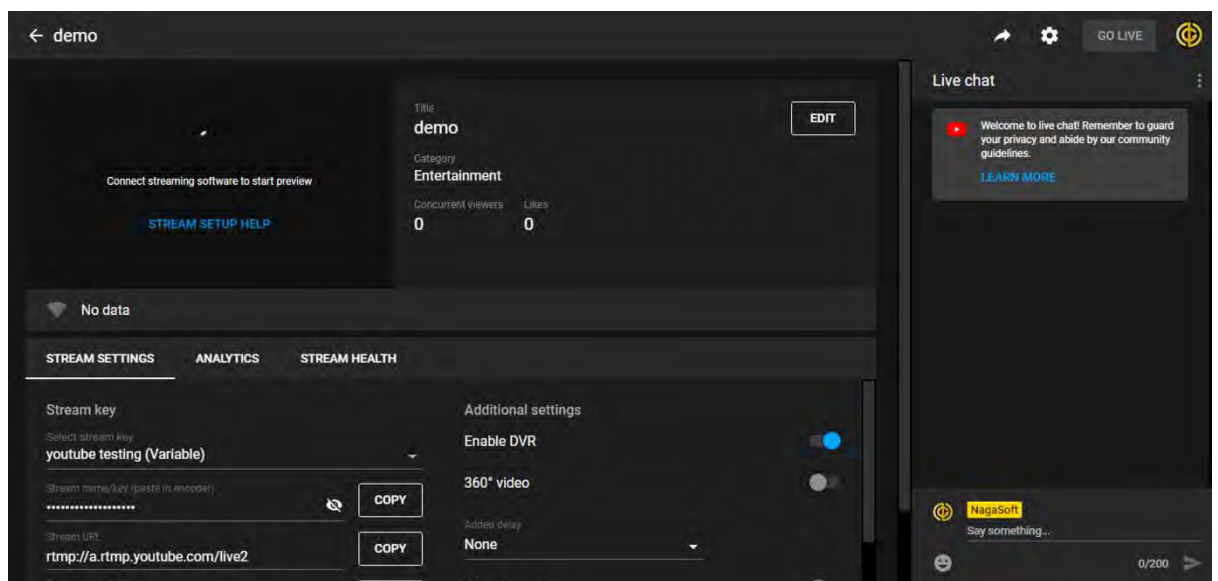 demo
GO LIVE
Connect streaming software to start preview
STREAM SETUP HELP
Title
demo
EDIT
Category
Entertainment
Concurrent viewers Likes
0 0
No data
STREAM SETTINGS ANALYTICS STREAM HEALTH
Stream key
Select stream key
youtube testing (Variable)
Stream name/key (paste in encoder)
•••••••••••••••••••
COPY
Stream URL
rtmp://a.rtmp.youtube.com/live2
COPY
Additional settings
Enable DVR
360° video
Added delay
None
Live chat
Welcome to live chat! Remember to guard
your privacy and abide by our community
guidelines.
LEARN MORE
NagaSoft
Say something...
0/200